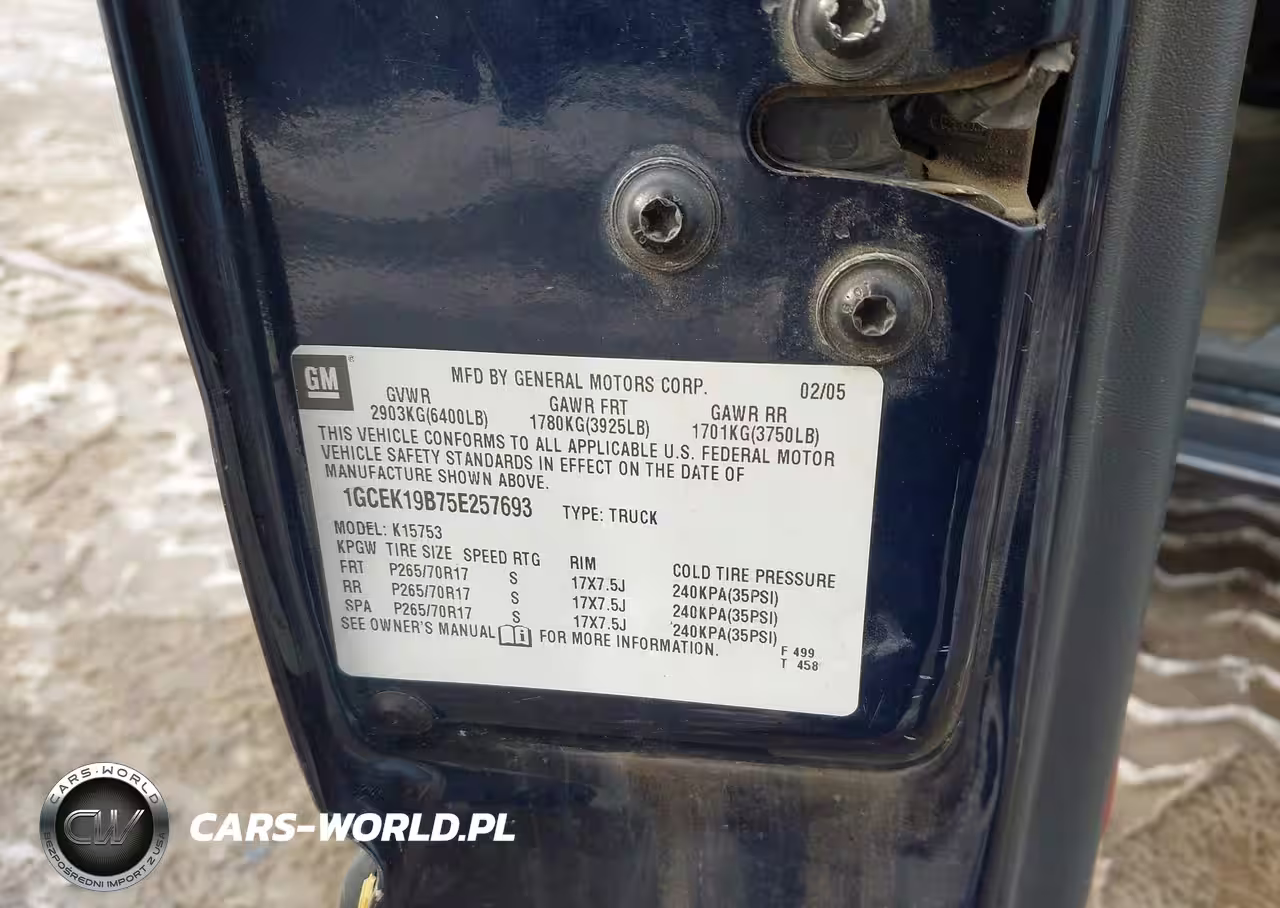 GM ®
MFD BY GENERAL MOTORS CORP. 02/05
GVWR GAWR FRT GAWR RR
2903KG(6400LB) 1780KG(3925LB) 1701KG(3750LB)
THIS VEHICLE CONFORMS TO ALL APPLICABLE U.S. FEDERAL MOTOR
VEHICLE SAFETY STANDARDS IN EFFECT ON THE DATE OF
MANUFACTURE SHOWN ABOVE.
1GCEK19B75E257693 TYPE: TRUCK
MODEL: K15753
KPGW TIRE SIZE SPEED RTG RIM COLD TIRE PRESSURE
FRT P265/70R17 S 17X7.5J 240KPA(35PSI)
RR P265/70R17 S 17X7.5J 240KPA(35PSI)
SPA P265/70R17 S 17X7.5J 240KPA(35PSI)
SEE OWNER'S MANUAL FOR MORE INFORMATION.
F 499
T 458
CARS-WORLD
CW
BEZPOŚREDNI IMPORT Z USA
CARS-WORLD.PL